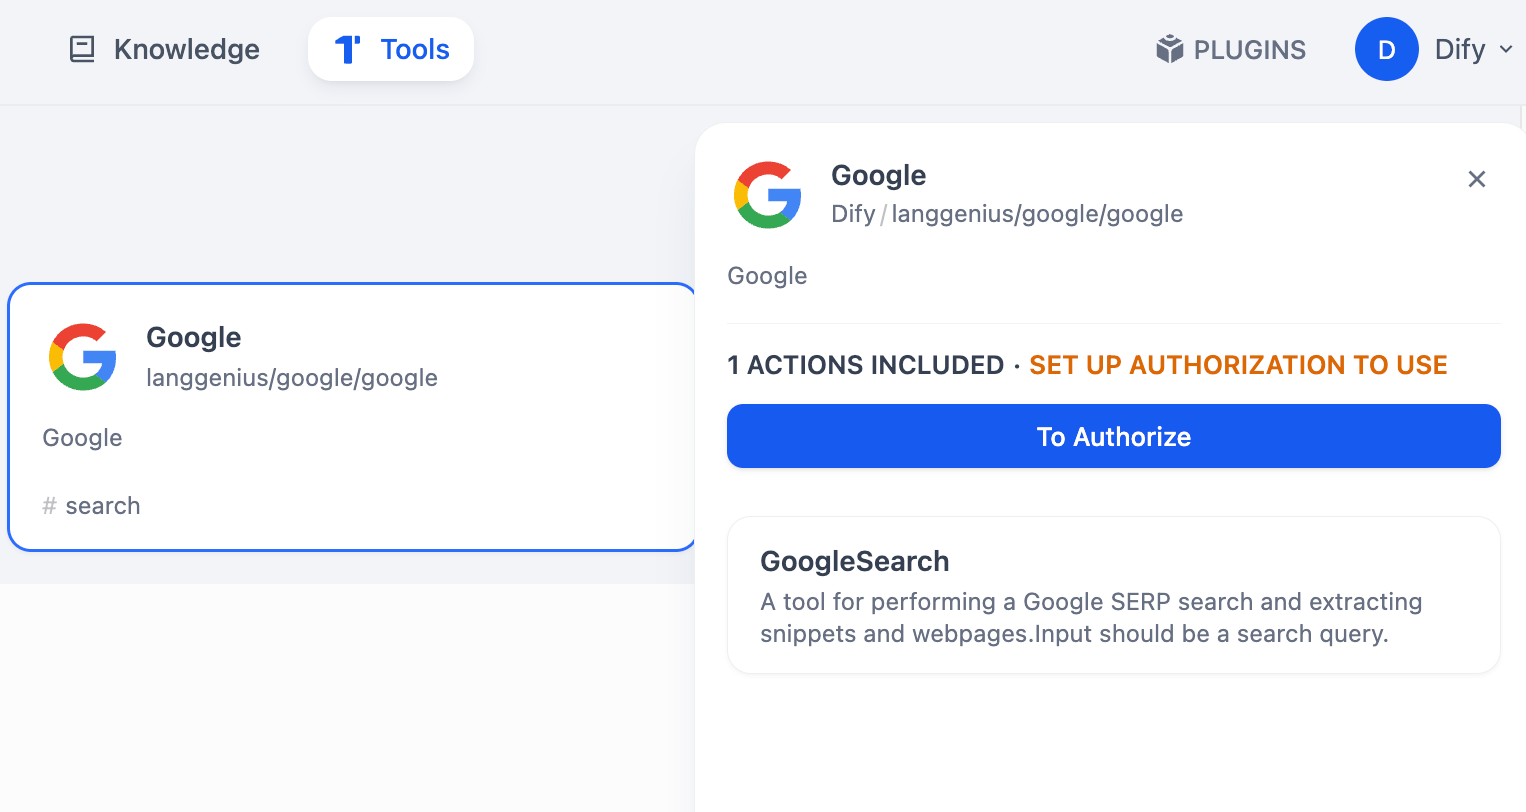 Knowledge
Tools
PLUGINS
D
Dify
Google
langgenius/google/google
Google
# search
Google
Dify / langgenius/google/google
Google
1 ACTIONS INCLUDED · SET UP AUTHORIZATION TO USE
To Authorize
GoogleSearch
A tool for performing a Google SERP search and extracting
snippets and webpages.Input should be a search query.